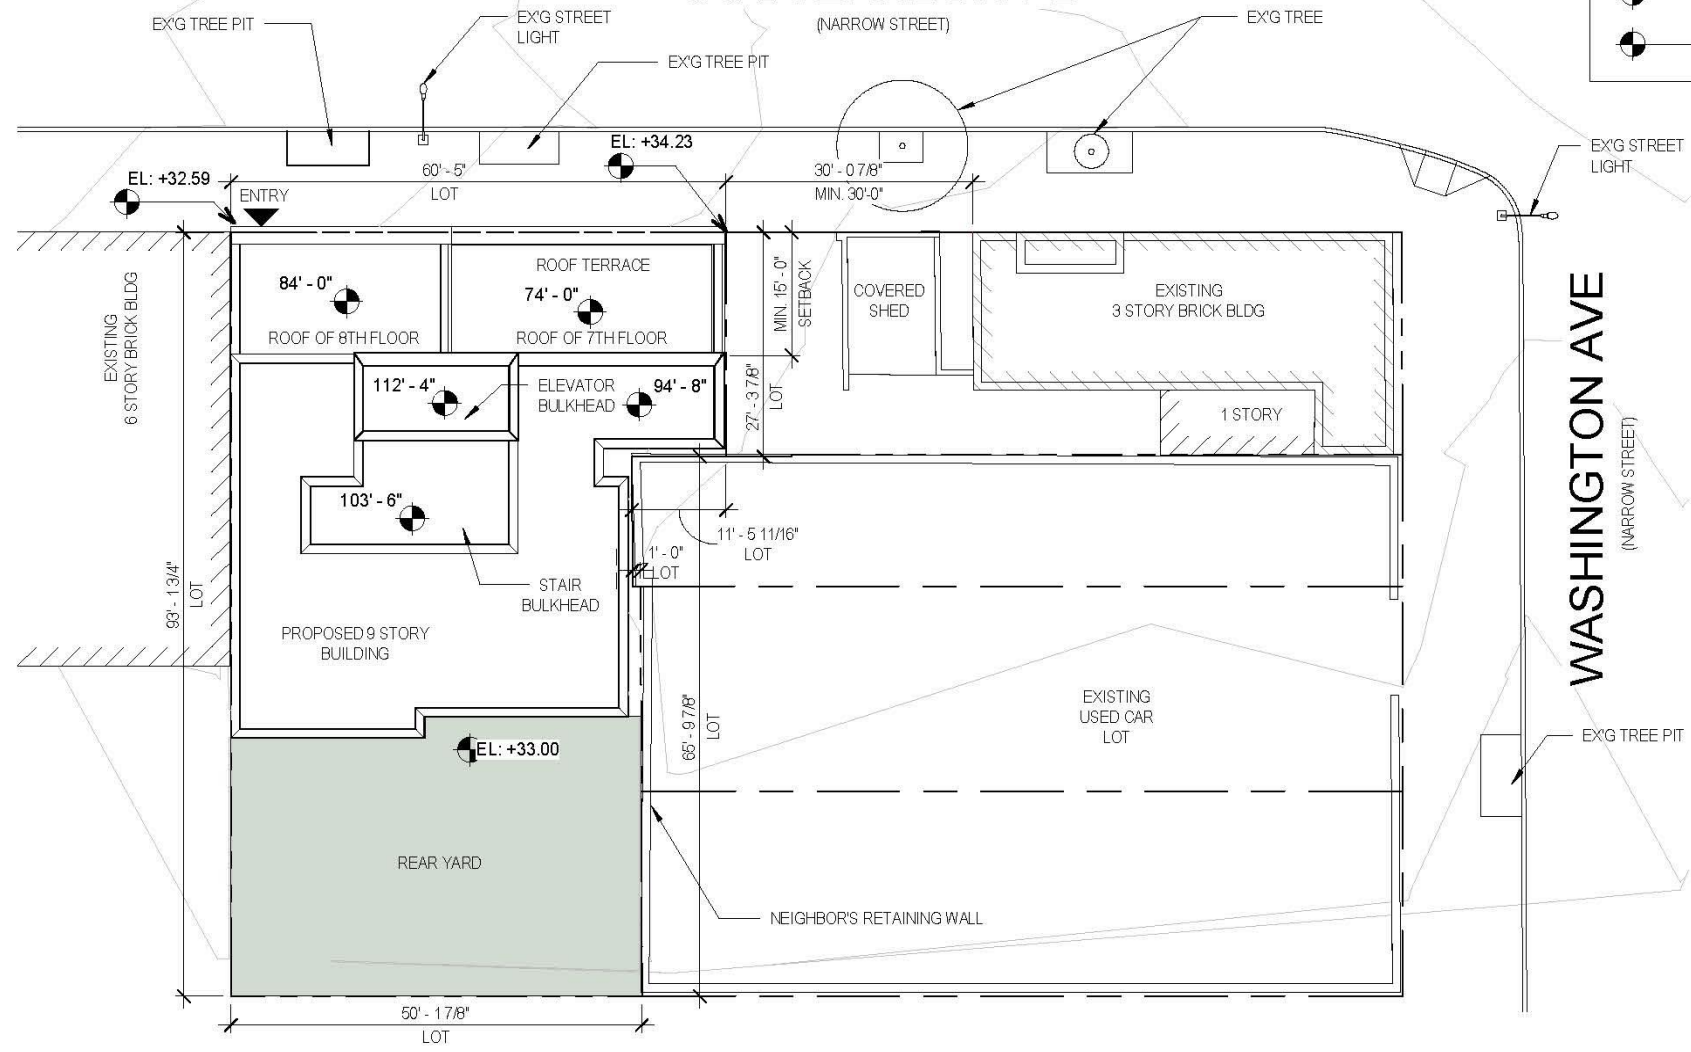 EX'G TREE PIT
EX'G STREET
LIGHT
(NARROW STREET)
EX'G TREE
EX'G TREE PIT
EL: +34.23
EX'G STREET
LIGHT
EL: +32.59
ENTRY
60' - 5"
LOT
30' - 0 7/8"
MIN. 30'-0"
EXISTING
6 STORY BRICK BLDG
84' - 0"
ROOF OF 8TH FLOOR
ROOF TERRACE
74' - 0"
ROOF OF 7TH FLOOR
MIN. 15' - 0"
SETBACK
COVERED
SHED
EXISTING
3 STORY BRICK BLDG
112' - 4"
ELEVATOR
BULKHEAD
94' - 8"
27' - 3 7/8"
LOT
1 STORY
WASHINGTON AVE
(NARROW STREET)
103' - 6"
11' - 5 11/16"
LOT
1' - 0"
LOT
STAIR
BULKHEAD
93' - 1 3/4"
LOT
PROPOSED 9 STORY
BUILDING
EXISTING
USED CAR
LOT
65' - 9 7/8"
LOT
EL: +33.00
EX'G TREE PIT
REAR YARD
NEIGHBOR'S RETAINING WALL
50' - 1 7/8"
LOT